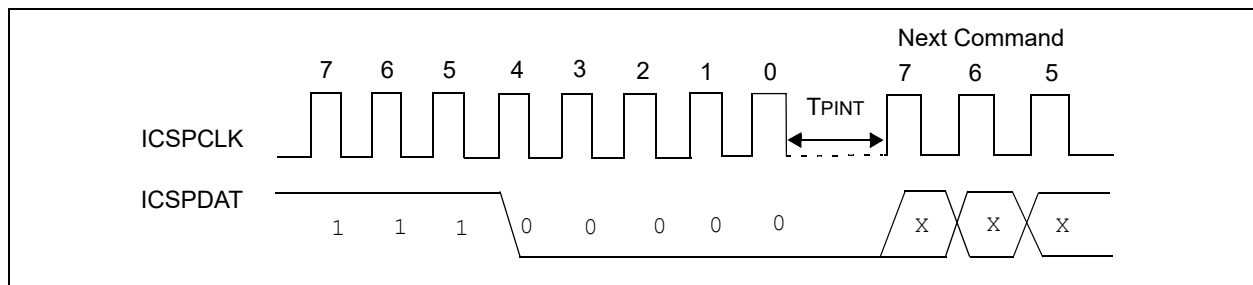 Next Command
7 6 5 4 3 2 1 0 7 6 5
TPINT
ICSPCLK
ICSPDAT
1 1 1 0 0 0 0 0 X X X